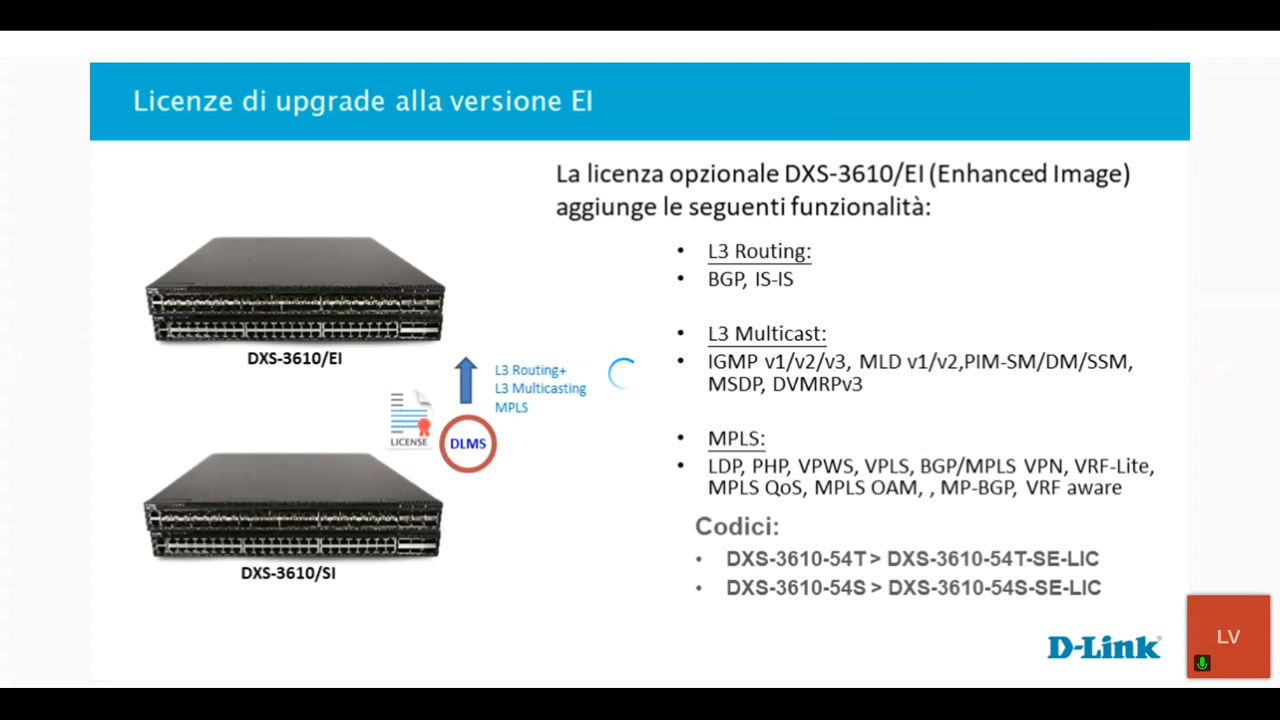 Licenze di upgrade alla versione EI
La licenza opzionale DXS-3610/EI (Enhanced Image)
aggiunge le seguenti funzionalità:
• L3 Routing:
• BGP, IS-IS
• L3 Multicast:
• IGMP v1/v2/v3, MLD v1/v2,PIM-SM/DM/SSM,
MSDP, DVMRPv3
• MPLS:
• LDP, PHP, VPWS, VPLS, BGP/MPLS VPN, VRF-Lite,
MPLS QoS, MPLS OAM, , MP-BGP, VRF aware
Codici:
• DXS-3610-54T > DXS-3610-54T-SE-LIC
• DXS-3610-54S > DXS-3610-54S-SE-LIC
DXS-3610/EI
L3 Routing+
L3 Multicasting
MPLS
LICENSE
DLMS
DXS-3610/SI
D-Link
LV